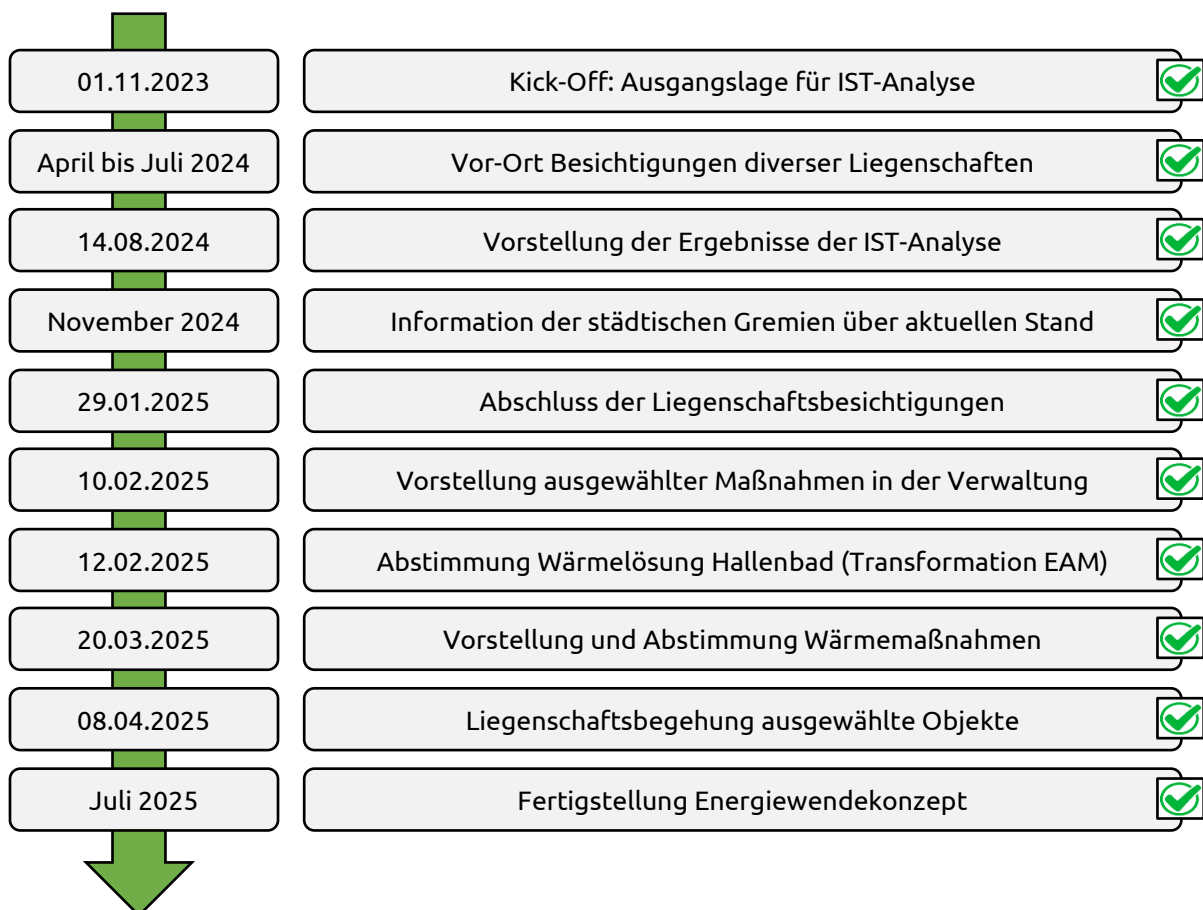 01.11.2023 Kick-Off: Ausgangslage für IST-Analyse
April bis Juli 2024 Vor-Ort Besichtigungen diverser Liegenschaften
14.08.2024 Vorstellung der Ergebnisse der IST-Analyse
November 2024 Information der städtischen Gremien über aktuellen Stand
29.01.2025 Abschluss der Liegenschaftsbesichtigungen
10.02.2025 Vorstellung ausgewählter Maßnahmen in der Verwaltung
12.02.2025 Abstimmung Wärmelösung Hallenbad (Transformation EAM)
20.03.2025 Vorstellung und Abstimmung Wärmemaßnahmen
08.04.2025 Liegenschaftsbegehung ausgewählte Objekte
Juli 2025 Fertigstellung Energiewendekonzept